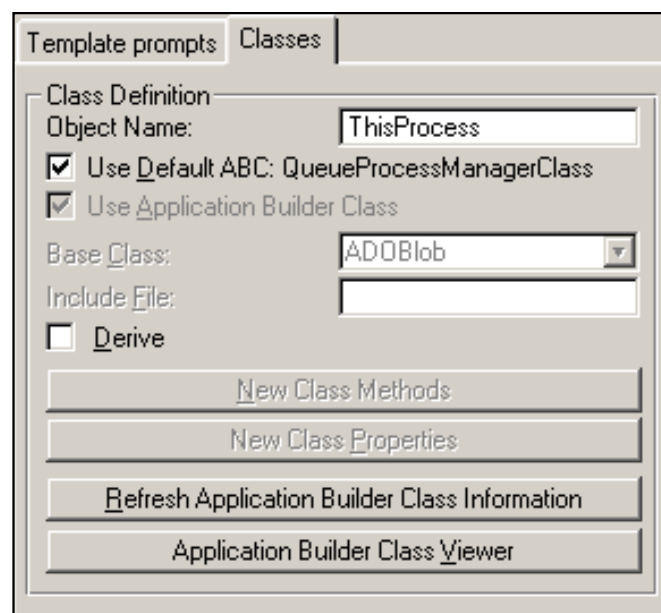 Template prompts
Classes
Class Definition
Object Name:
ThisProcess
Use Default ABC: QueueProcessManagerClass
Use Application Builder Class
Base Class:
ADOBlob
Include File:
Derive
New Class Methods
New Class Properties
Refresh Application Builder Class Information
Application Builder Class Viewer